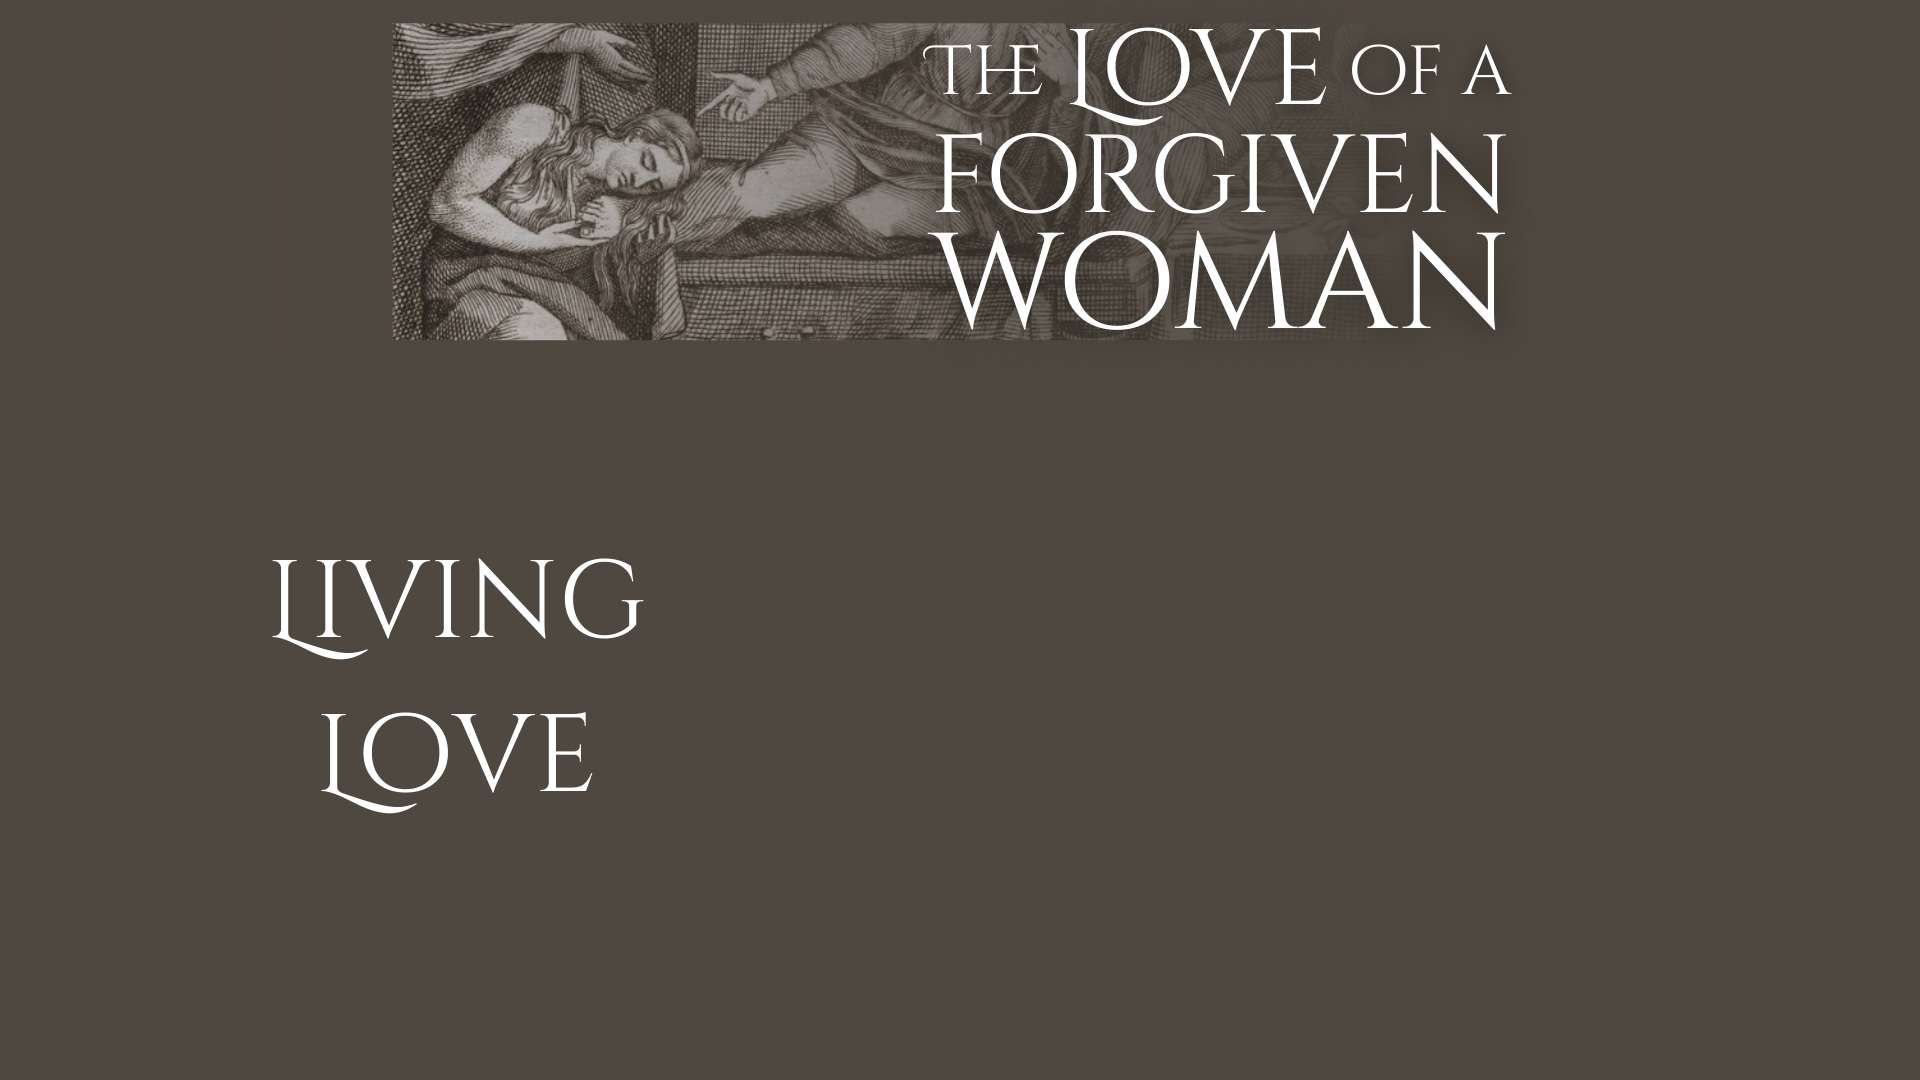 THE LOVE OF A
FORGIVEN
WOMAN
LIVING
LOVE